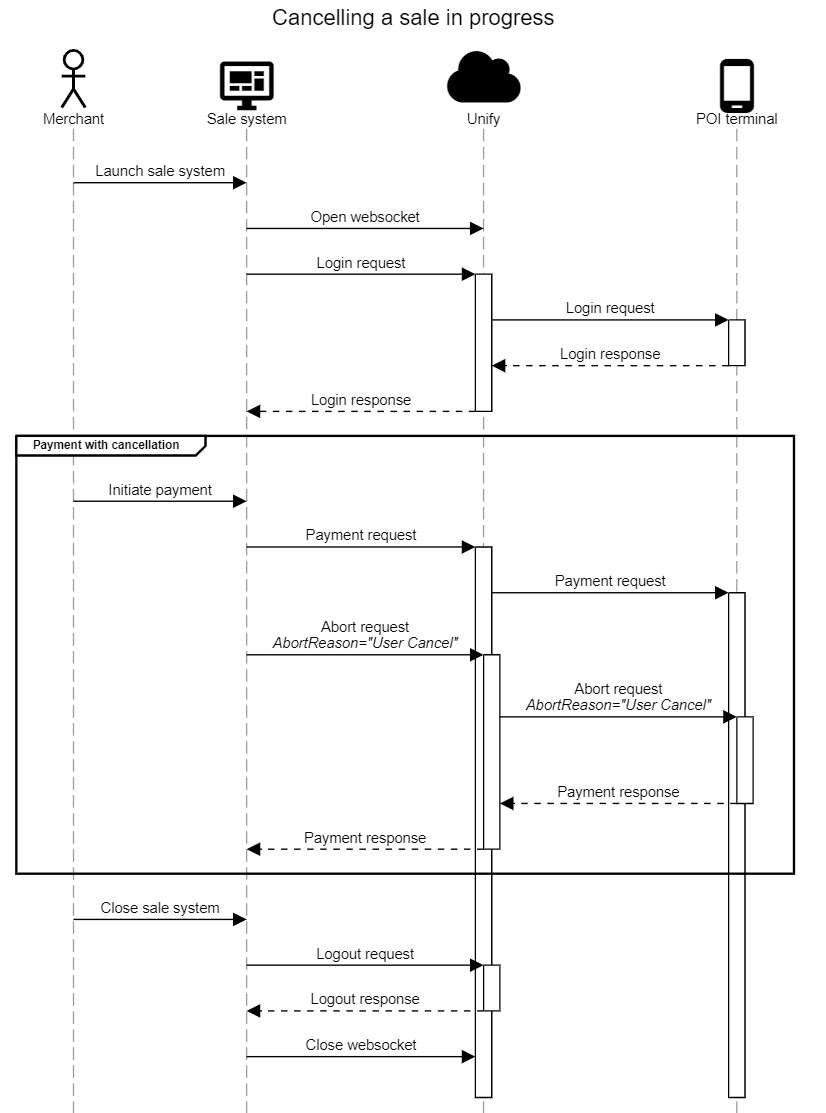 Cancelling a sale in progress
Merchant
Sale system
Unify
POI terminal
Launch sale system
Open websocket
Login request
Login request
Login response
Login response
Payment with cancellation
Initiate payment
Payment request
Payment request
Abort request
AbortReason="User Cancel"
Abort request
AbortReason="User Cancel"
Payment response
Payment response
Close sale system
Logout request
Logout response
Close websocket